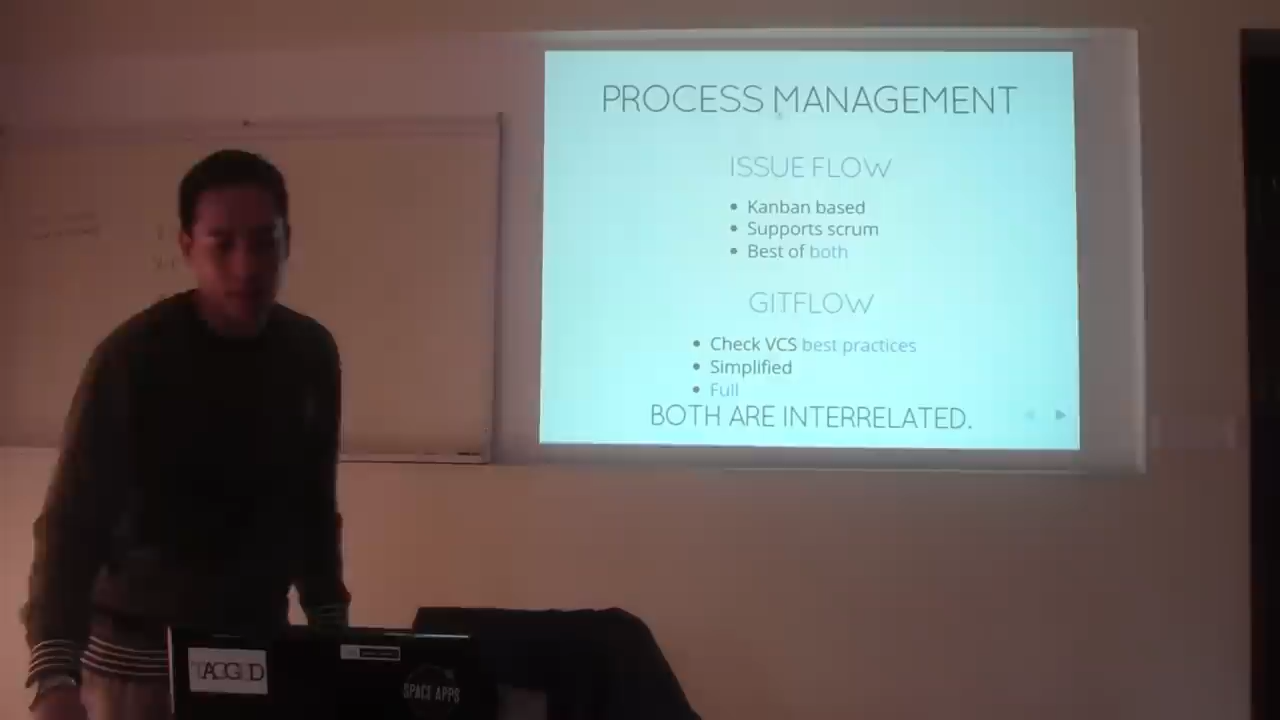 PROCESS MANAGEMENT
ISSUE FLOW
Kanban based
Supports scrum
Best of both
GITFLOW
Check VCS best practices
Simplified
Full
BOTH ARE INTERRELATED.
SPACE APPS